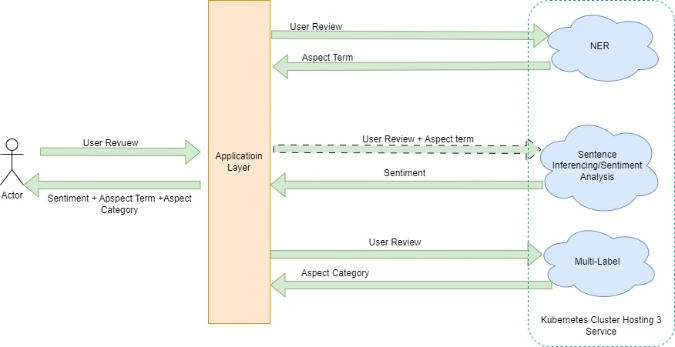 User Review
NER
Aspect Term
User Revuew
Applicatioin
Layer
User Review + Aspect term
Sentence
Inferencing/Sentiment
Analysis
Sentiment
Actor
Sentiment + Apspect Term +Aspect
Category
User Review
Multi-Label
Aspect Category
Kubernetes Cluster Hosting 3
Service